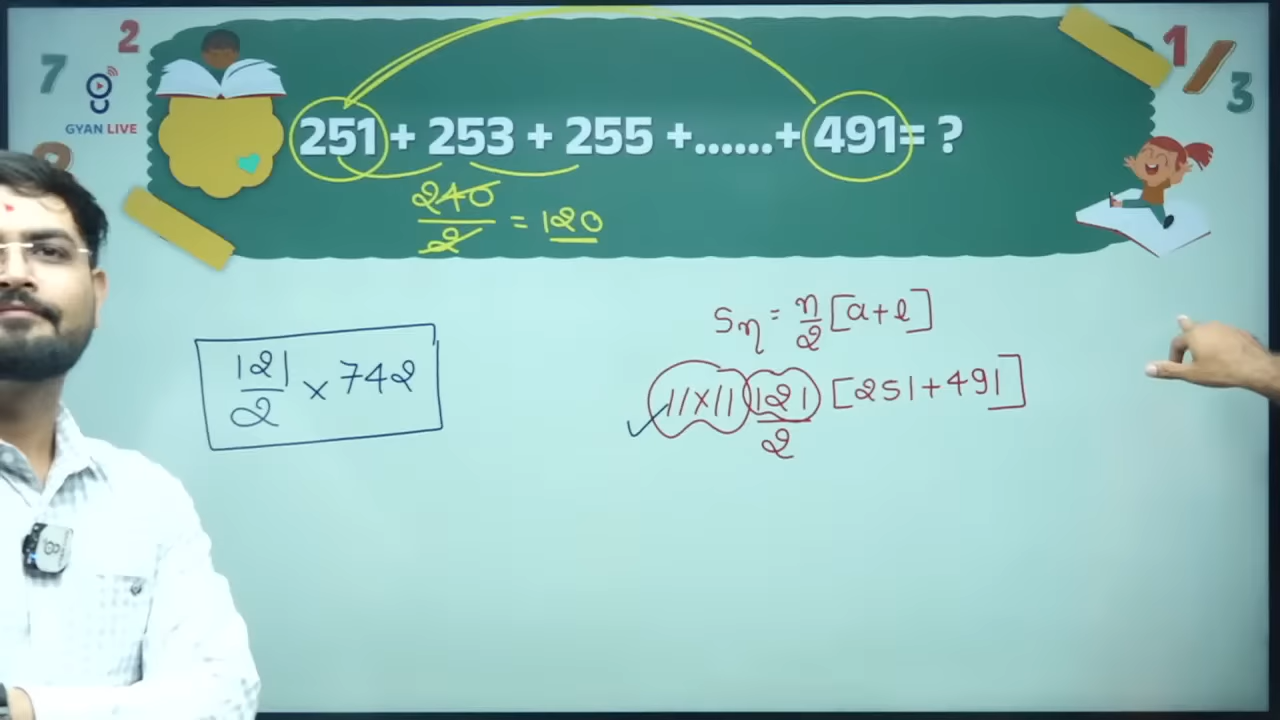 7 2
GYAN LIVE
1/3
251 + 253 + 255 +......+ 491 = ?
240/2 = 120
Sη = η/2 [a+l]
11×11 121/2 [251+491]
121/2 × 742